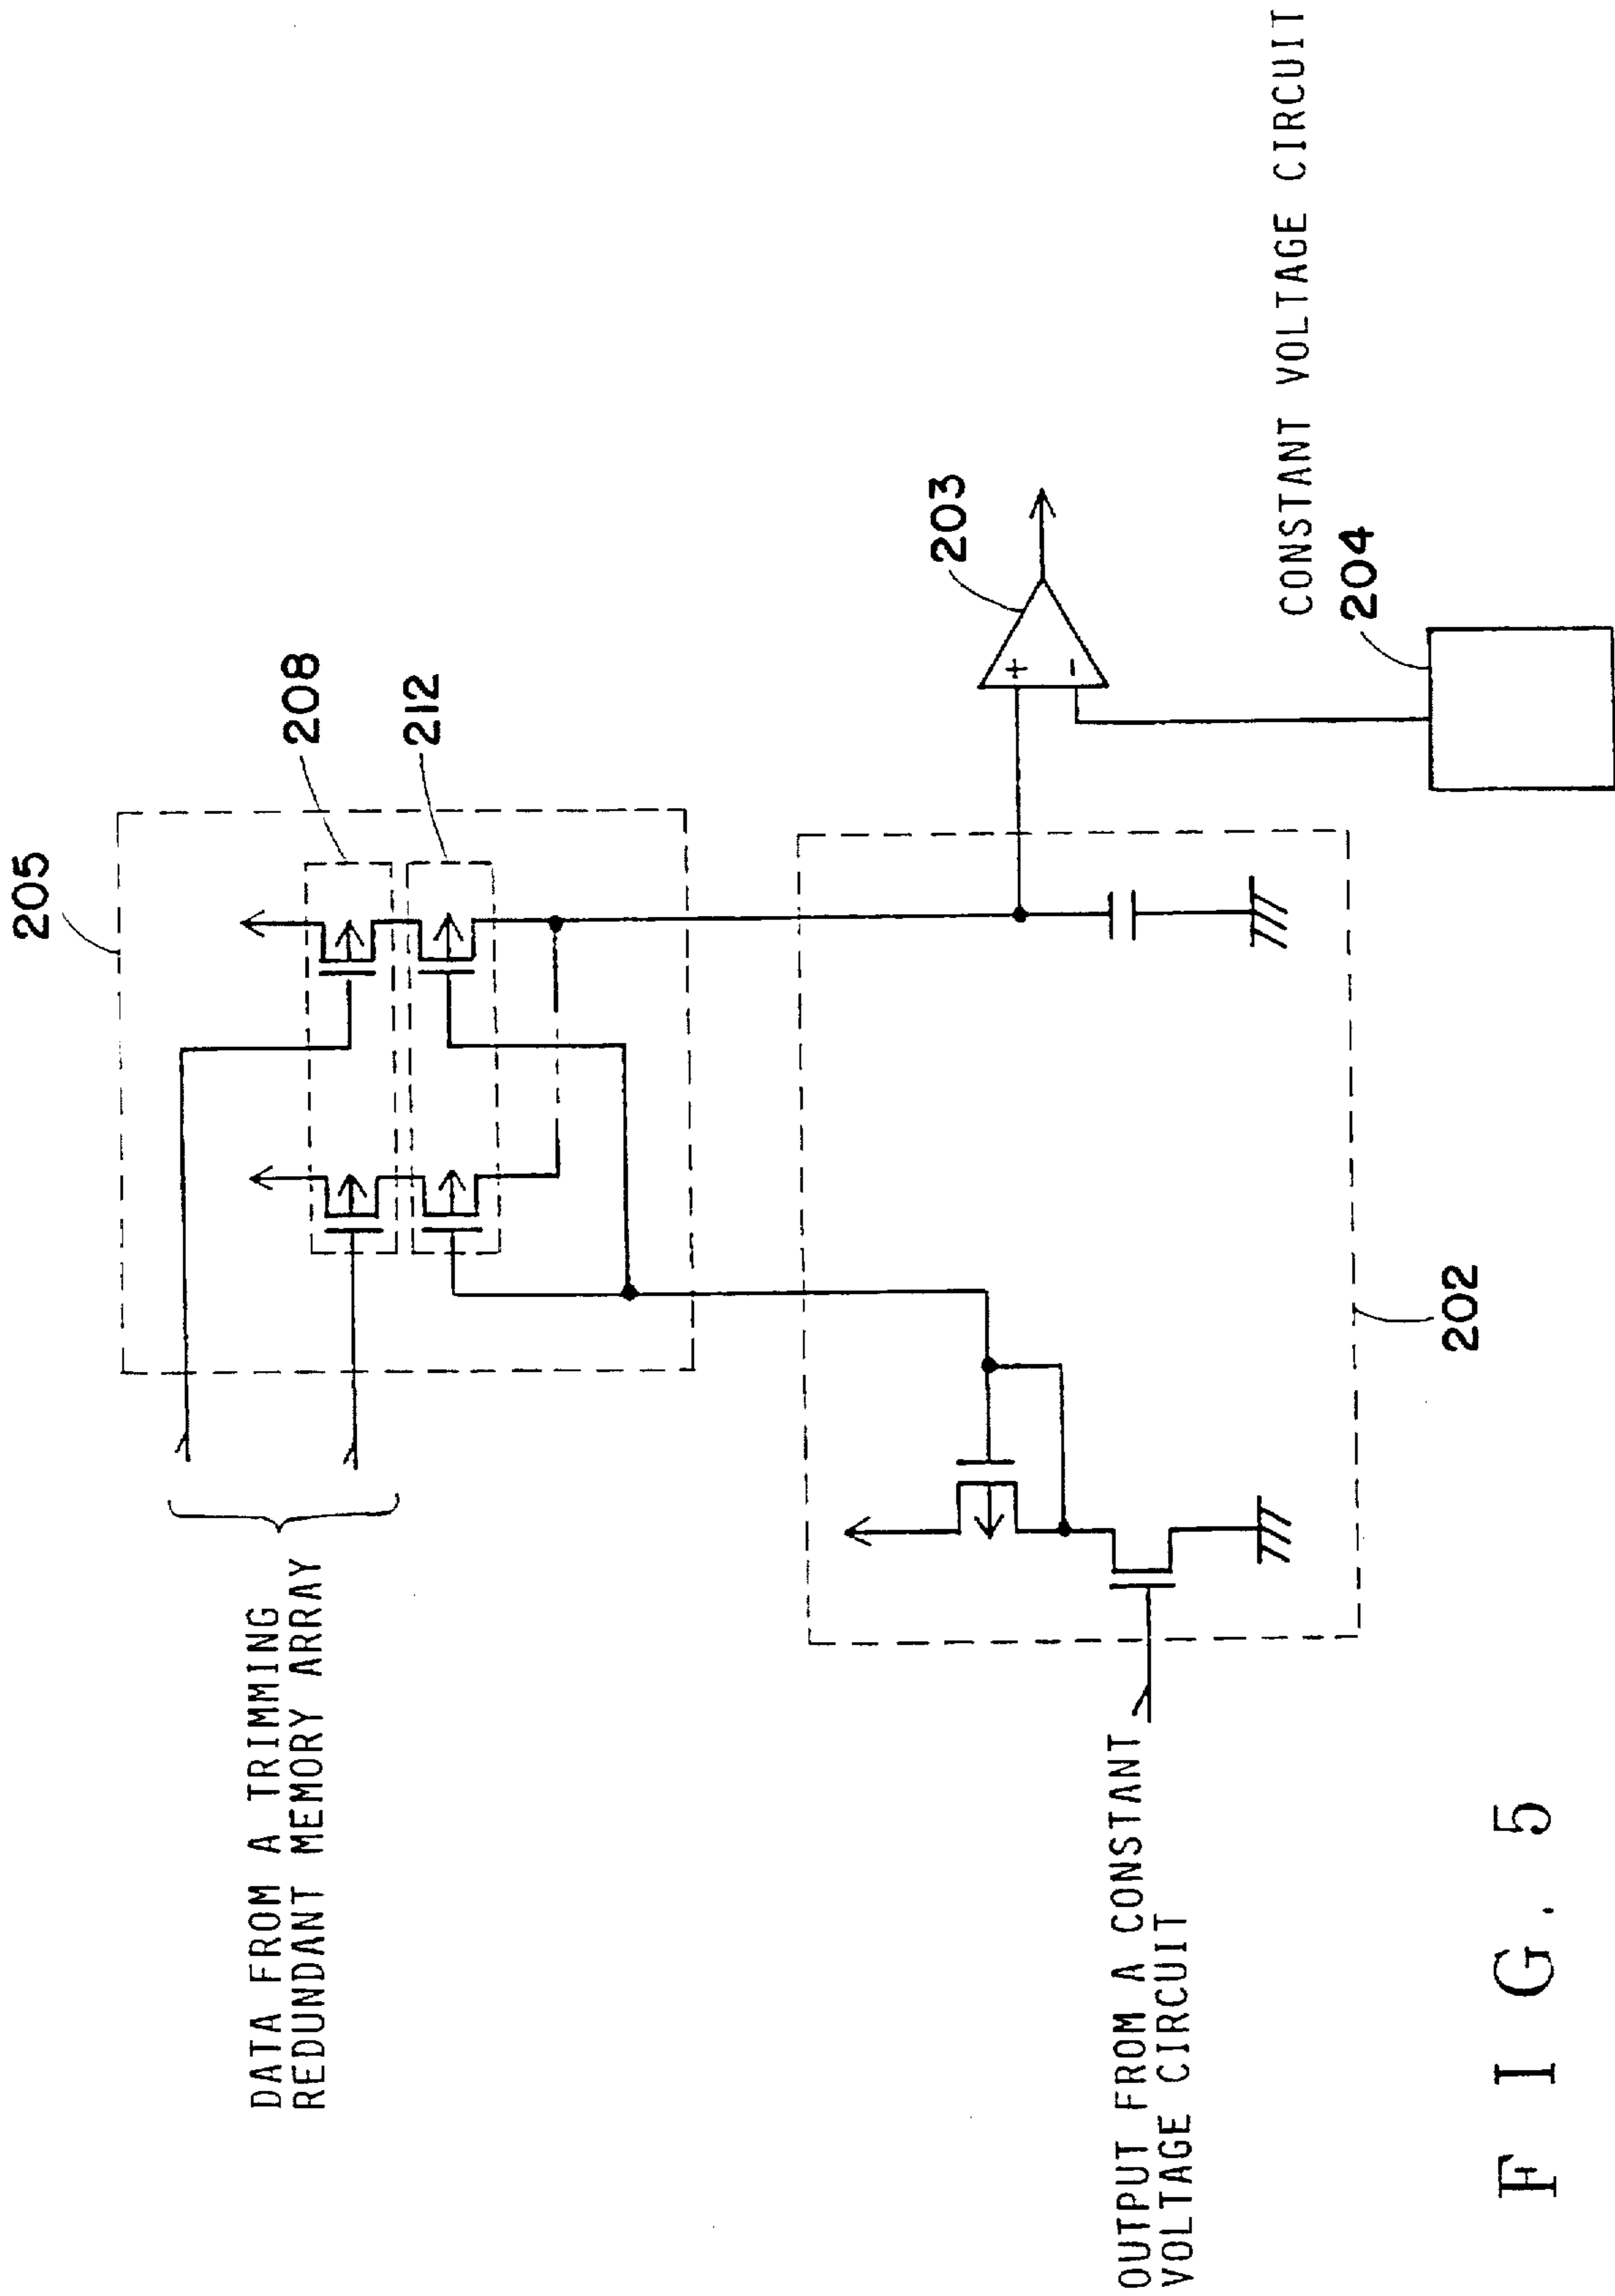 205
208
212
DATA FROM A TRIMMING
REDUNDANT MEMORY ARRAY
203
+
−
OUTPUT FROM A CONSTANT
VOLTAGE CIRCUIT
202
CONSTANT VOLTAGE CIRCUIT
204
FIG. 5